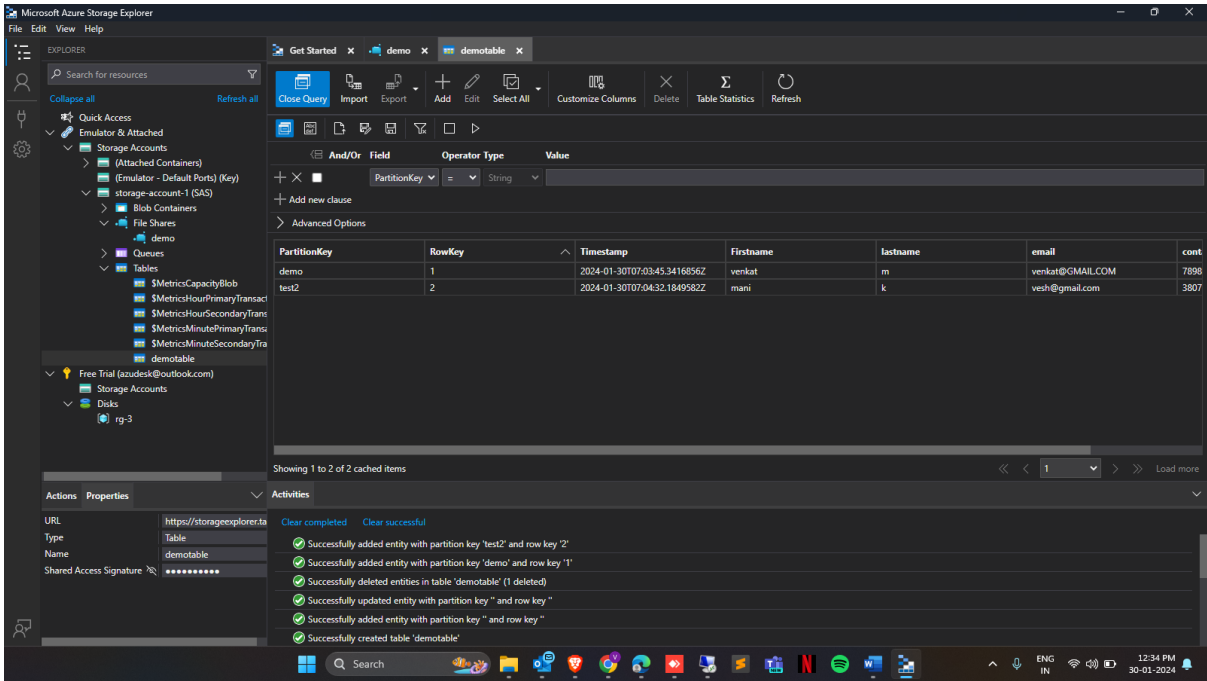 Microsoft Azure Storage Explorer
File Edit View Help
EXPLORER
Search for resources
Collapse all Refresh all
Quick Access
Emulator & Attached
Storage Accounts
(Attached Containers)
(Emulator - Default Ports) (Key)
storage-account-1 (SAS)
Blob Containers
File Shares
demo
Queues
Tables
$MetricsCapacityBlob
$MetricsHourPrimaryTransact
$MetricsHourSecondaryTrans
$MetricsMinutePrimaryTransa
$MetricsMinuteSecondaryTra
demotable
Free Trial (azudesk@outlook.com)
Storage Accounts
Disks
rg-3
Actions Properties
URL https://storageexplorer.ta
Type Table
Name demotable
Shared Access Signature ••••••••••
Get Started demo demotable
Close Query Import Export Add Edit Select All Customize Columns Delete Table Statistics Refresh
And/Or Field Operator Type Value
PartitionKey = String
Add new clause
Advanced Options
PartitionKey RowKey Timestamp Firstname lastname email cont
demo 1 2024-01-30T07:03:45.3416856Z venkat m venkat@GMAIL.COM 7898
test2 2 2024-01-30T07:04:32.1849582Z mani k vesh@gmail.com 3807
Showing 1 to 2 of 2 cached items 1 Load more
Activities
Clear completed Clear successful
Successfully added entity with partition key 'test2' and row key '2'
Successfully added entity with partition key 'demo' and row key '1'
Successfully deleted entities in table 'demotable' (1 deleted)
Successfully updated entity with partition key '' and row key ''
Successfully added entity with partition key '' and row key ''
Successfully created table 'demotable'
Search
ENG
IN
12:34 PM
30-01-2024